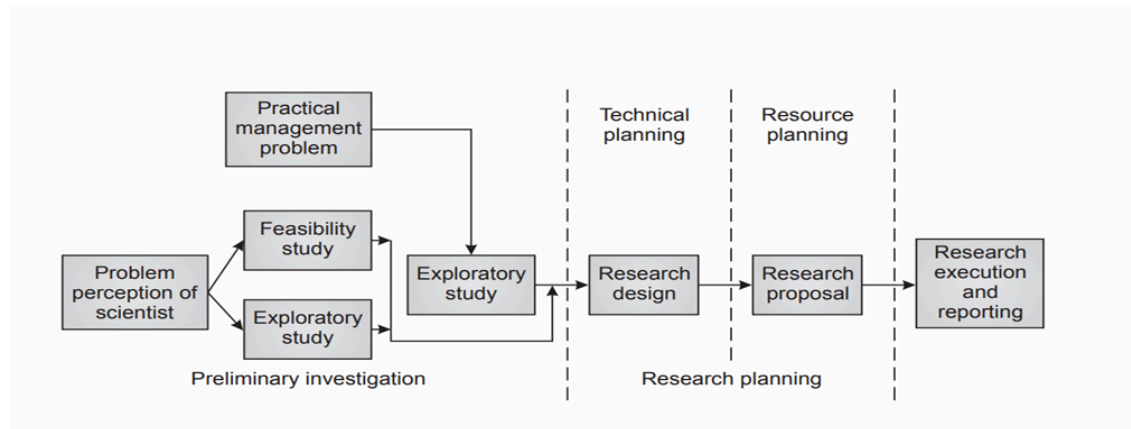 Practical
management
problem
Technical
planning
Resource
planning
Feasibility
study
Problem
perception of
scientist
Exploratory
study
Exploratory
study
Research
design
Research
proposal
Research
execution
and
reporting
Preliminary investigation
Research planning